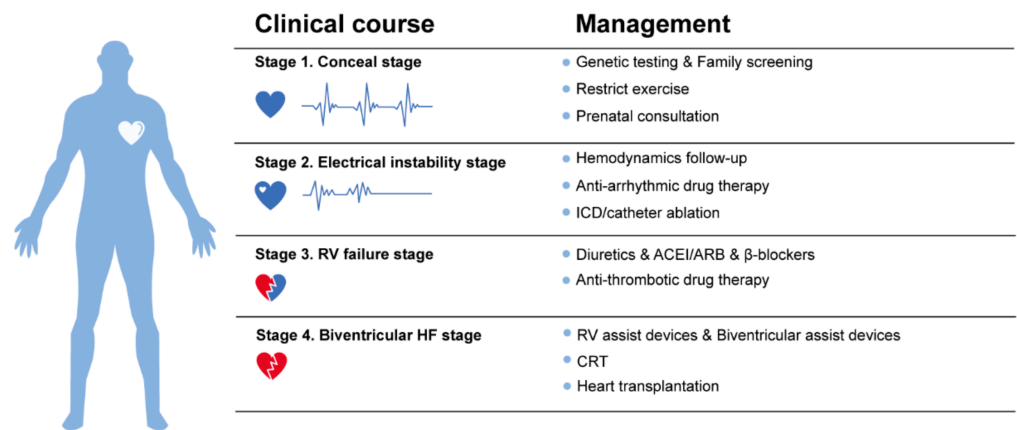 Clinical course
Management
Stage 1. Conceal stage
Genetic testing & Family screening
Restrict exercise
Prenatal consultation
Stage 2. Electrical instability stage
Hemodynamics follow-up
Anti-arrhythmic drug therapy
ICD/catheter ablation
Stage 3. RV failure stage
Diuretics & ACEI/ARB & β-blockers
Anti-thrombotic drug therapy
Stage 4. Biventricular HF stage
RV assist devices & Biventricular assist devices
CRT
Heart transplantation